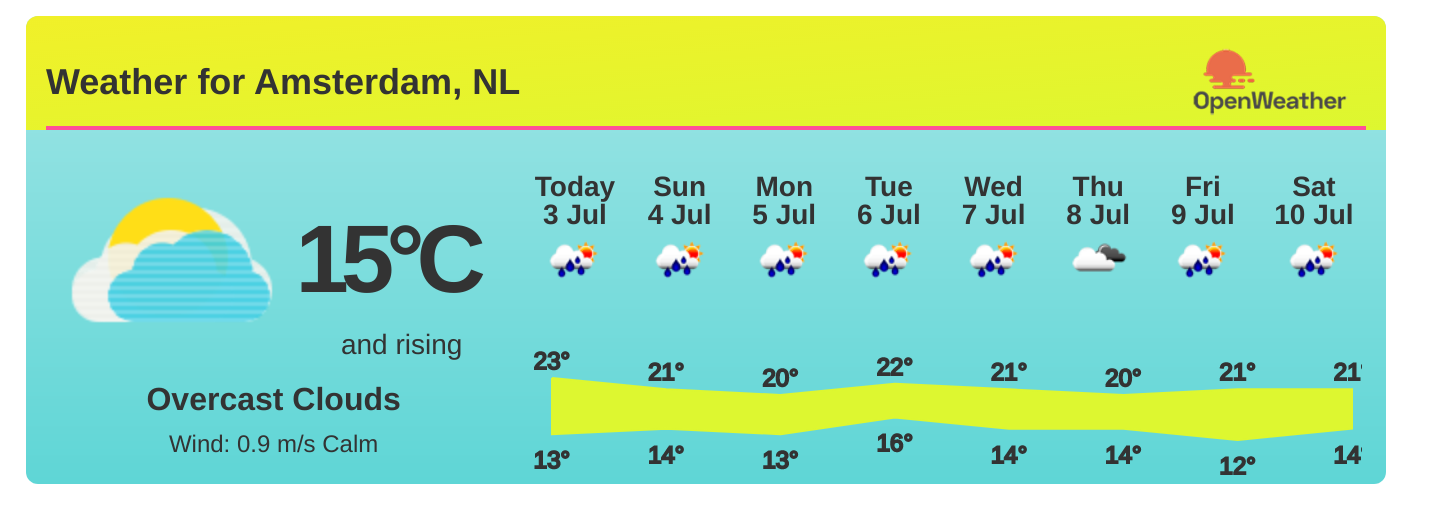 Weather for Amsterdam, NL
OpenWeather
15°C
and rising
Overcast Clouds
Wind: 0.9 m/s Calm
Today Sun Mon Tue Wed Thu Fri Sat
3 Jul 4 Jul 5 Jul 6 Jul 7 Jul 8 Jul 9 Jul 10 Jul
23° 21° 20° 22° 21° 20° 21° 21
13° 14° 13° 16° 14° 14° 12° 14